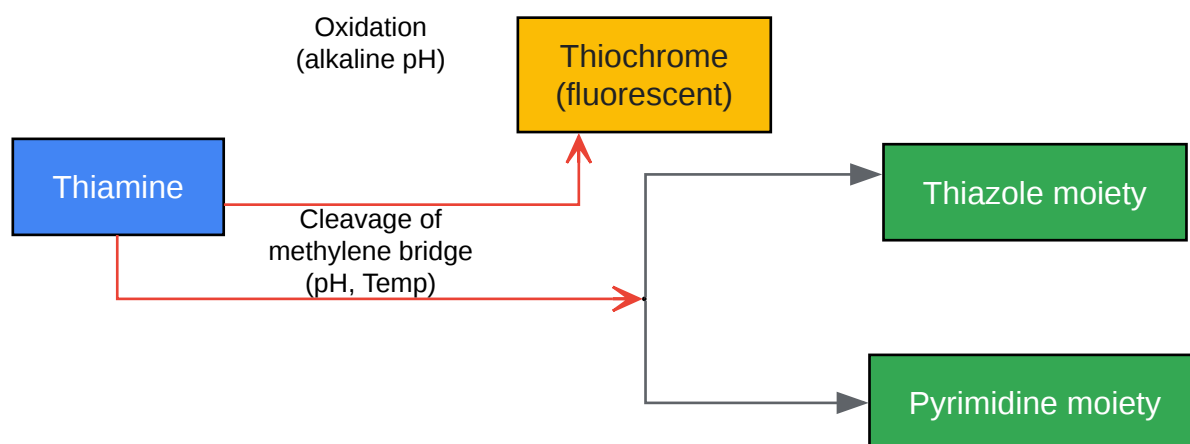 Oxidation
(alkaline pH)
Thiochrome
(fluorescent)
Thiamine
Cleavage of
methylene bridge
(pH, Temp)
Thiazole moiety
Pyrimidine moiety